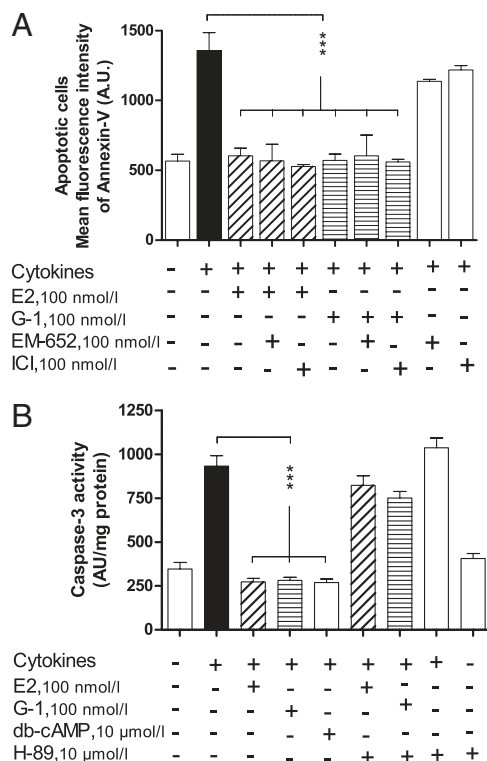 A
Apoptotic cells
Mean fluorescence intensity
of Annexin-V (A.U.)
1500
1000
500
0
***
Cytokines - + + + + + + + + +
E2,100 nmol/l - - + + + - - - - -
G-1,100 nmol/l - - - - - + + + - -
EM-652,100 nmol/l - - - + - - + - + -
ICI,100 nmol/l - - - - + - - + - +
B
Caspase-3 activity
(AU/mg protein)
1250
1000
750
500
250
0
***
Cytokines - + + + + + + + -
E2,100 nmol/l - - + - - + - - -
G-1,100 nmol/l - - - + - - + - -
db-cAMP,10 µmol/l - - - - + - - - -
H-89,10 µmol/l - - - - - + + + +